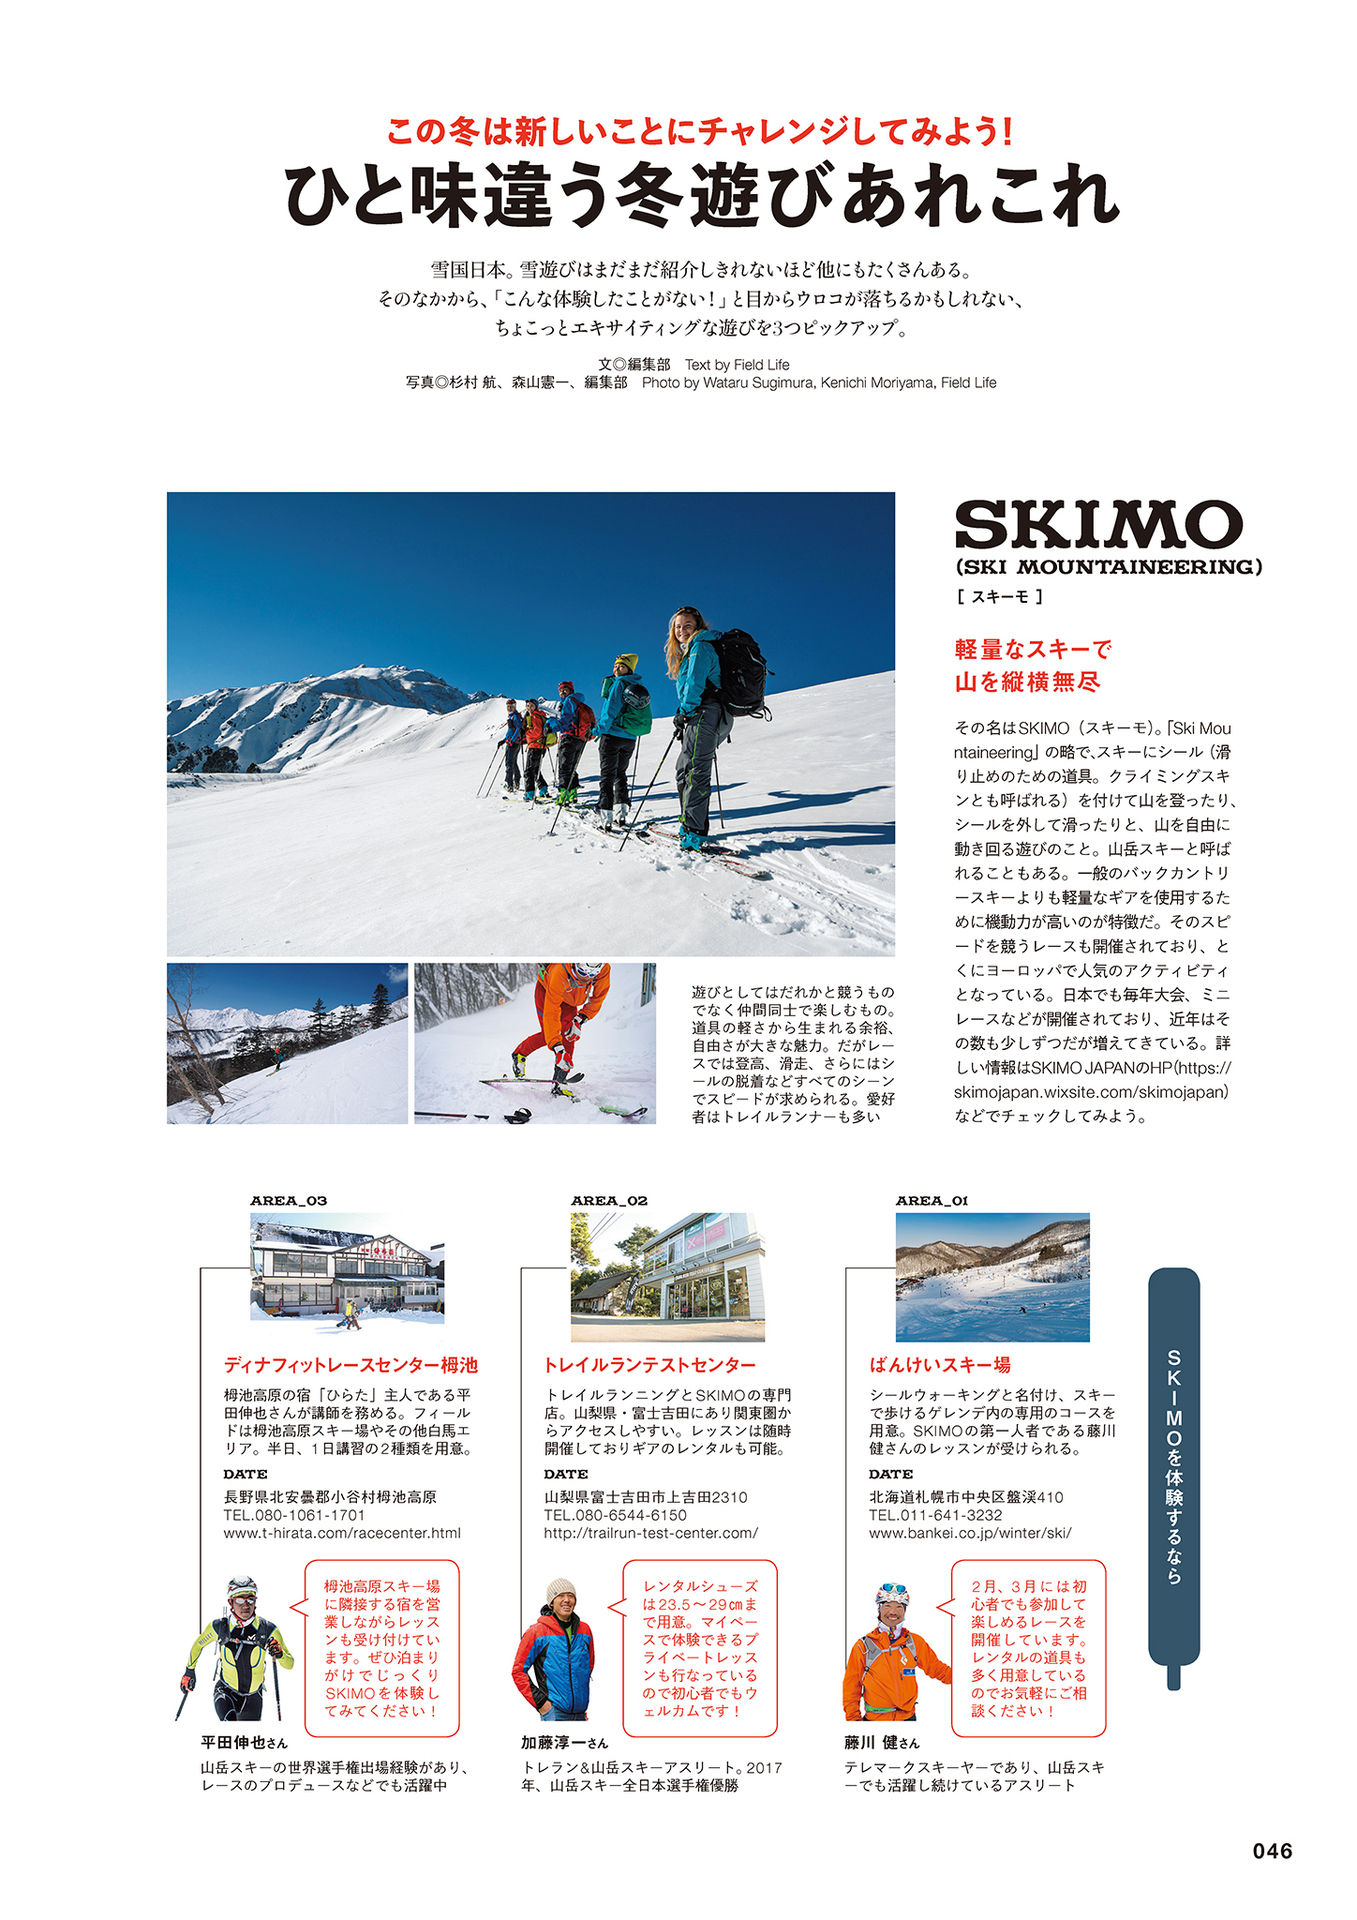 この冬は新しいことにチャレンジしてみよう！
ひと味違う冬遊びあれこれ
雪国日本。雪遊びはまだまだ紹介しきれないほど他にもたくさんある。
そのなかから、「こんな体験したことがない！」と目からウロコが落ちるかもしれない、
ちょこっとエキサイティングな遊びを3つピックアップ。
文◎編集部　Text by Field Life
写真◎杉村 航、森山憲一、編集部　Photo by Wataru Sugimura, Kenichi Moriyama, Field Life
SKIMO
(SKI MOUNTAINEERING)
［ スキーモ ］
軽量なスキーで
山を縦横無尽
その名はSKIMO（スキーモ）。「Ski Mou
ntaineering」の略で、スキーにシール（滑
り止めのための道具。クライミングスキ
ンとも呼ばれる）を付けて山を登ったり、
シールを外して滑ったりと、山を自由に
動き回る遊びのこと。山岳スキーと呼ば
れることもある。一般のバックカントリ
ースキーよりも軽量なギアを使用するた
めに機動力が高いのが特徴だ。そのスピ
ードを競うレースも開催されており、と
くにヨーロッパで人気のアクティビティ
となっている。日本でも毎年大会、ミニ
レースなどが開催されており、近年はそ
の数も少しずつだが増えてきている。詳
しい情報はSKIMO JAPANのHP（https://
skimojapan.wixsite.com/skimojapan）
などでチェックしてみよう。
遊びとしてはだれかと競うもの
でなく仲間同士で楽しむもの。
道具の軽さから生まれる余裕、
自由さが大きな魅力。だがレー
スでは登高、滑走、さらにはシ
ールの脱着などすべてのシーン
でスピードが求められる。愛好
者はトレイルランナーも多い
SKIMOを体験するなら
AREA_01
ばんけいスキー場
シールウォーキングと名付け、スキー
で歩けるゲレンデ内の専用のコースを
用意。SKIMOの第一人者である藤川
健さんのレッスンが受けられる。
DATE
北海道札幌市中央区盤渓410
TEL.011-641-3232
www.bankei.co.jp/winter/ski/
2月、3月には初
心者でも参加して
楽しめるレースを
開催しています。
レンタルの道具も
多く用意している
のでお気軽にご相
談ください！
藤川 健さん
テレマークスキーヤーであり、山岳スキ
ーでも活躍し続けているアスリート
AREA_02
トレイルランテストセンター
トレイルランニングとSKIMOの専門
店。山梨県・富士吉田にあり関東圏か
らアクセスしやすい。レッスンは随時
開催しておりギアのレンタルも可能。
DATE
山梨県富士吉田市上吉田2310
TEL.080-6544-6150
http://trailrun-test-center.com/
レンタルシューズ
は23.5～29㎝ま
で用意。マイペー
スで体験できるプ
ライベートレッス
ンも行なっている
ので初心者でもウ
ェルカムです！
加藤淳一さん
トレラン＆山岳スキーアスリート。2017
年、山岳スキー全日本選手権優勝
AREA_03
ディナフィットレースセンター栂池
栂池高原の宿「ひらた」主人である平
田伸也さんが講師を務める。フィール
ドは栂池高原スキー場やその他白馬エ
リア。半日、1日講習の2種類を用意。
DATE
長野県北安曇郡小谷村栂池高原
TEL.080-1061-1701
www.t-hirata.com/racecenter.html
栂池高原スキー場
に隣接する宿を営
業しながらレッス
ンも受け付けてい
ます。ぜひ泊まり
がけでじっくり
SKIMOを体験し
てみてください！
平田伸也さん
山岳スキーの世界選手権出場経験があり、
レースのプロデュースなどでも活躍中
046